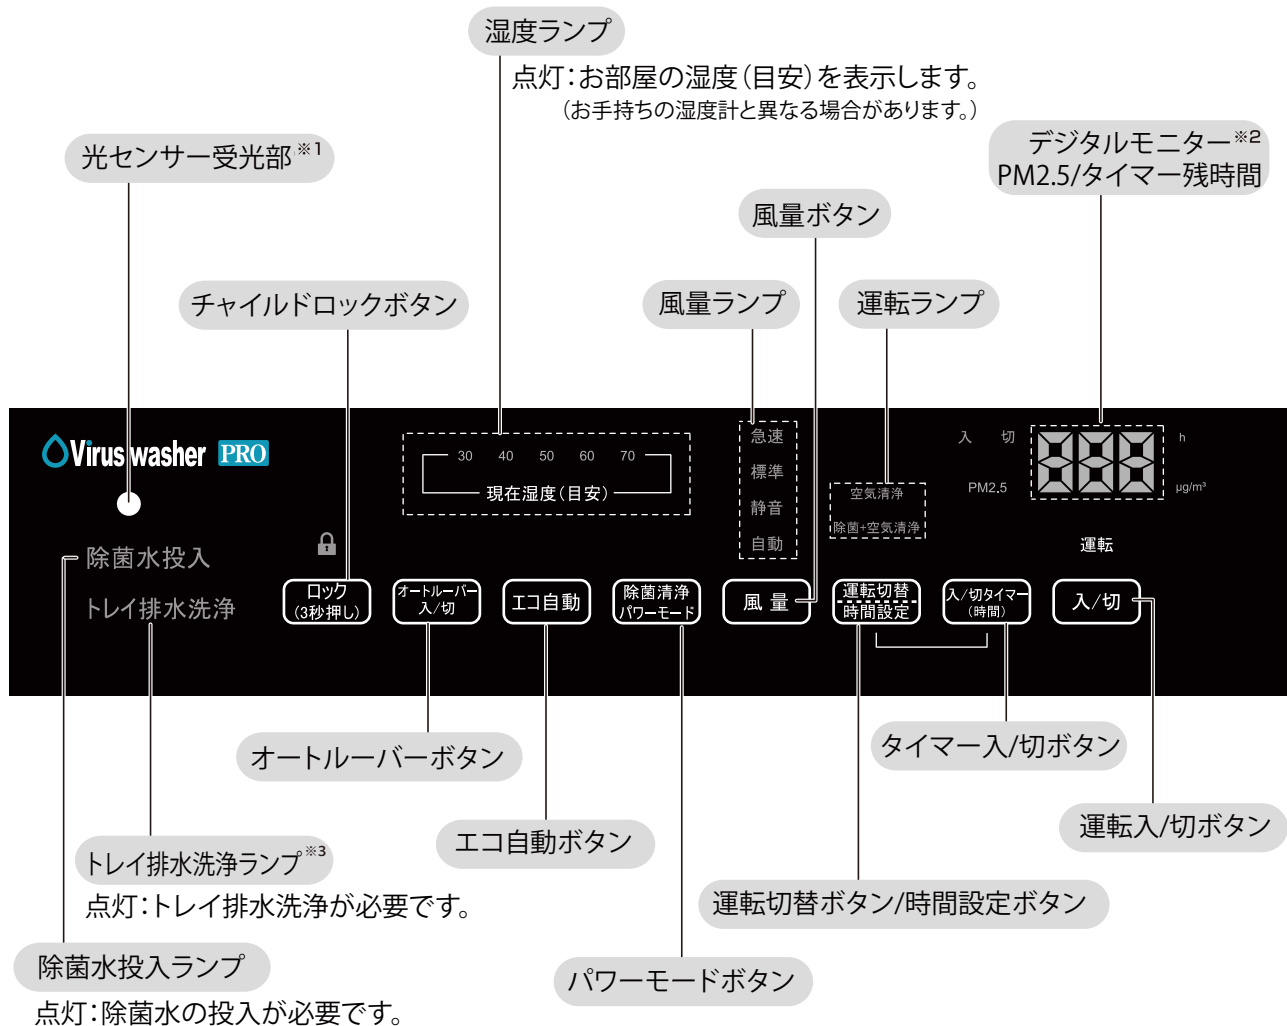 湿度ランプ
点灯：お部屋の湿度（目安）を表示します。
（お手持ちの湿度計と異なる場合があります。）
光センサー受光部※1
デジタルモニター※2
PM2.5/タイマー残時間
風量ボタン
チャイルドロックボタン
風量ランプ
運転ランプ
Virus washer PRO
30 40 50 60 70
現在湿度（目安）
急速
標準
静音
自動
空気清浄
除菌+空気清浄
入 切
PM2.5
888
h
μg/m³
運転
除菌水投入
トレイ排水洗浄
ロック
（3秒押し）
オートルーバー
入/切
エコ自動
除菌清浄
パワーモード
風量
運転切替
時間設定
入/切タイマー
（時間）
入/切
オートルーバーボタン
タイマー入/切ボタン
エコ自動ボタン
運転入/切ボタン
トレイ排水洗浄ランプ※3
点灯：トレイ排水洗浄が必要です。
運転切替ボタン/時間設定ボタン
除菌水投入ランプ
点灯：除菌水の投入が必要です。
パワーモードボタン